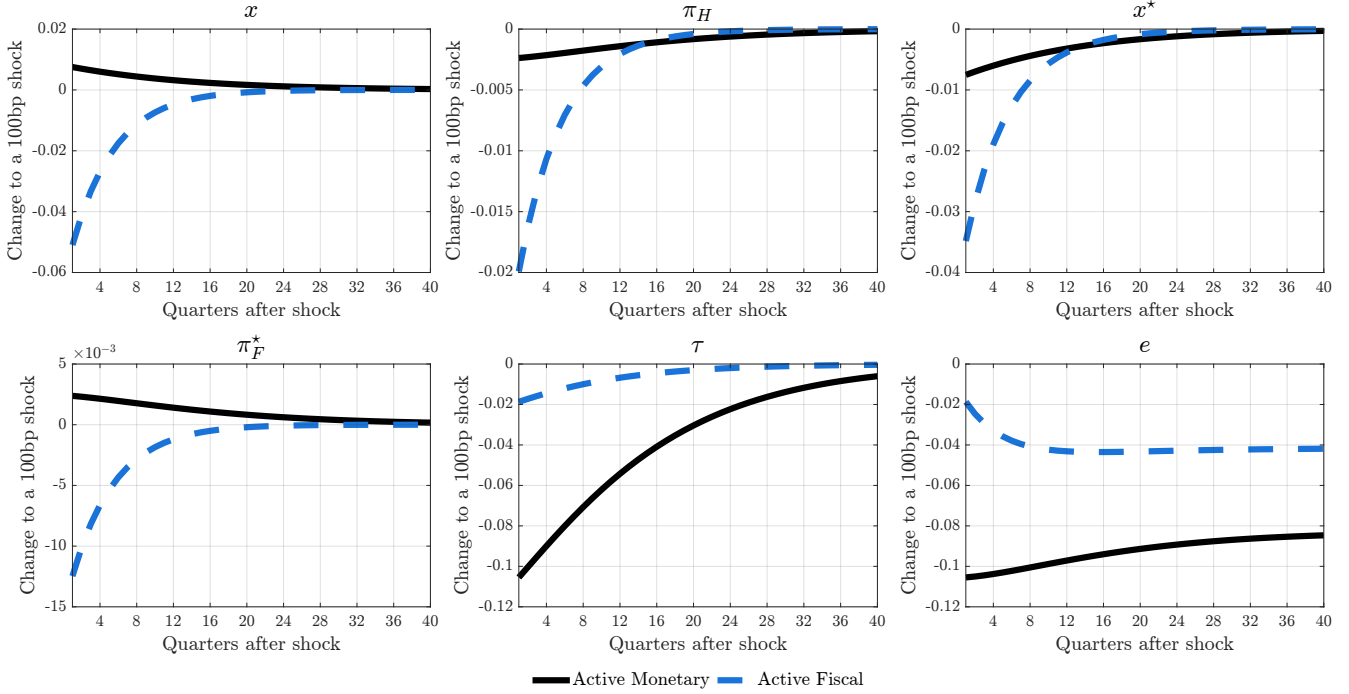 x
0.02
0
-0.02
-0.04
-0.06
Change to a 100bp shock
4 8 12 16 20 24 28 32 36 40
Quarters after shock
π_H
0
-0.005
-0.01
-0.015
-0.02
Change to a 100bp shock
4 8 12 16 20 24 28 32 36 40
Quarters after shock
x⋆
0
-0.01
-0.02
-0.03
-0.04
Change to a 100bp shock
4 8 12 16 20 24 28 32 36 40
Quarters after shock
π_F^⋆
×10⁻³
5
0
-5
-10
-15
Change to a 100bp shock
4 8 12 16 20 24 28 32 36 40
Quarters after shock
τ
0
-0.02
-0.04
-0.06
-0.08
-0.1
-0.12
Change to a 100bp shock
4 8 12 16 20 24 28 32 36 40
Quarters after shock
e
0
-0.02
-0.04
-0.06
-0.08
-0.1
-0.12
Change to a 100bp shock
4 8 12 16 20 24 28 32 36 40
Quarters after shock
Active Monetary Active Fiscal